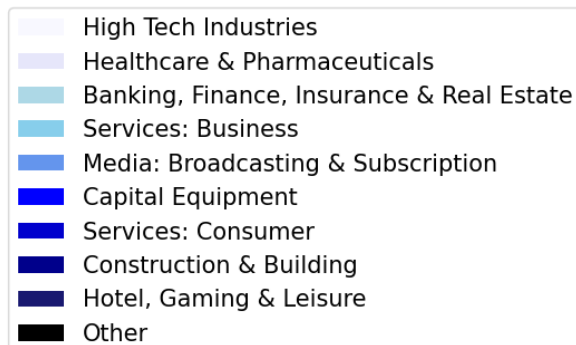 High Tech Industries
Healthcare & Pharmaceuticals
Banking, Finance, Insurance & Real Estate
Services: Business
Media: Broadcasting & Subscription
Capital Equipment
Services: Consumer
Construction & Building
Hotel, Gaming & Leisure
Other